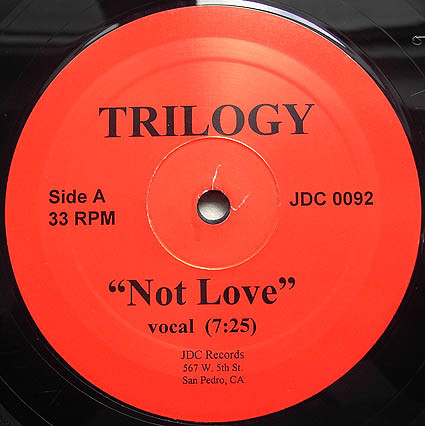 TRILOGY
Side A
33 RPM
JDC 0092
“Not Love”
vocal (7:25)
JDC Records
567 W. 5th St.
San Pedro, CA